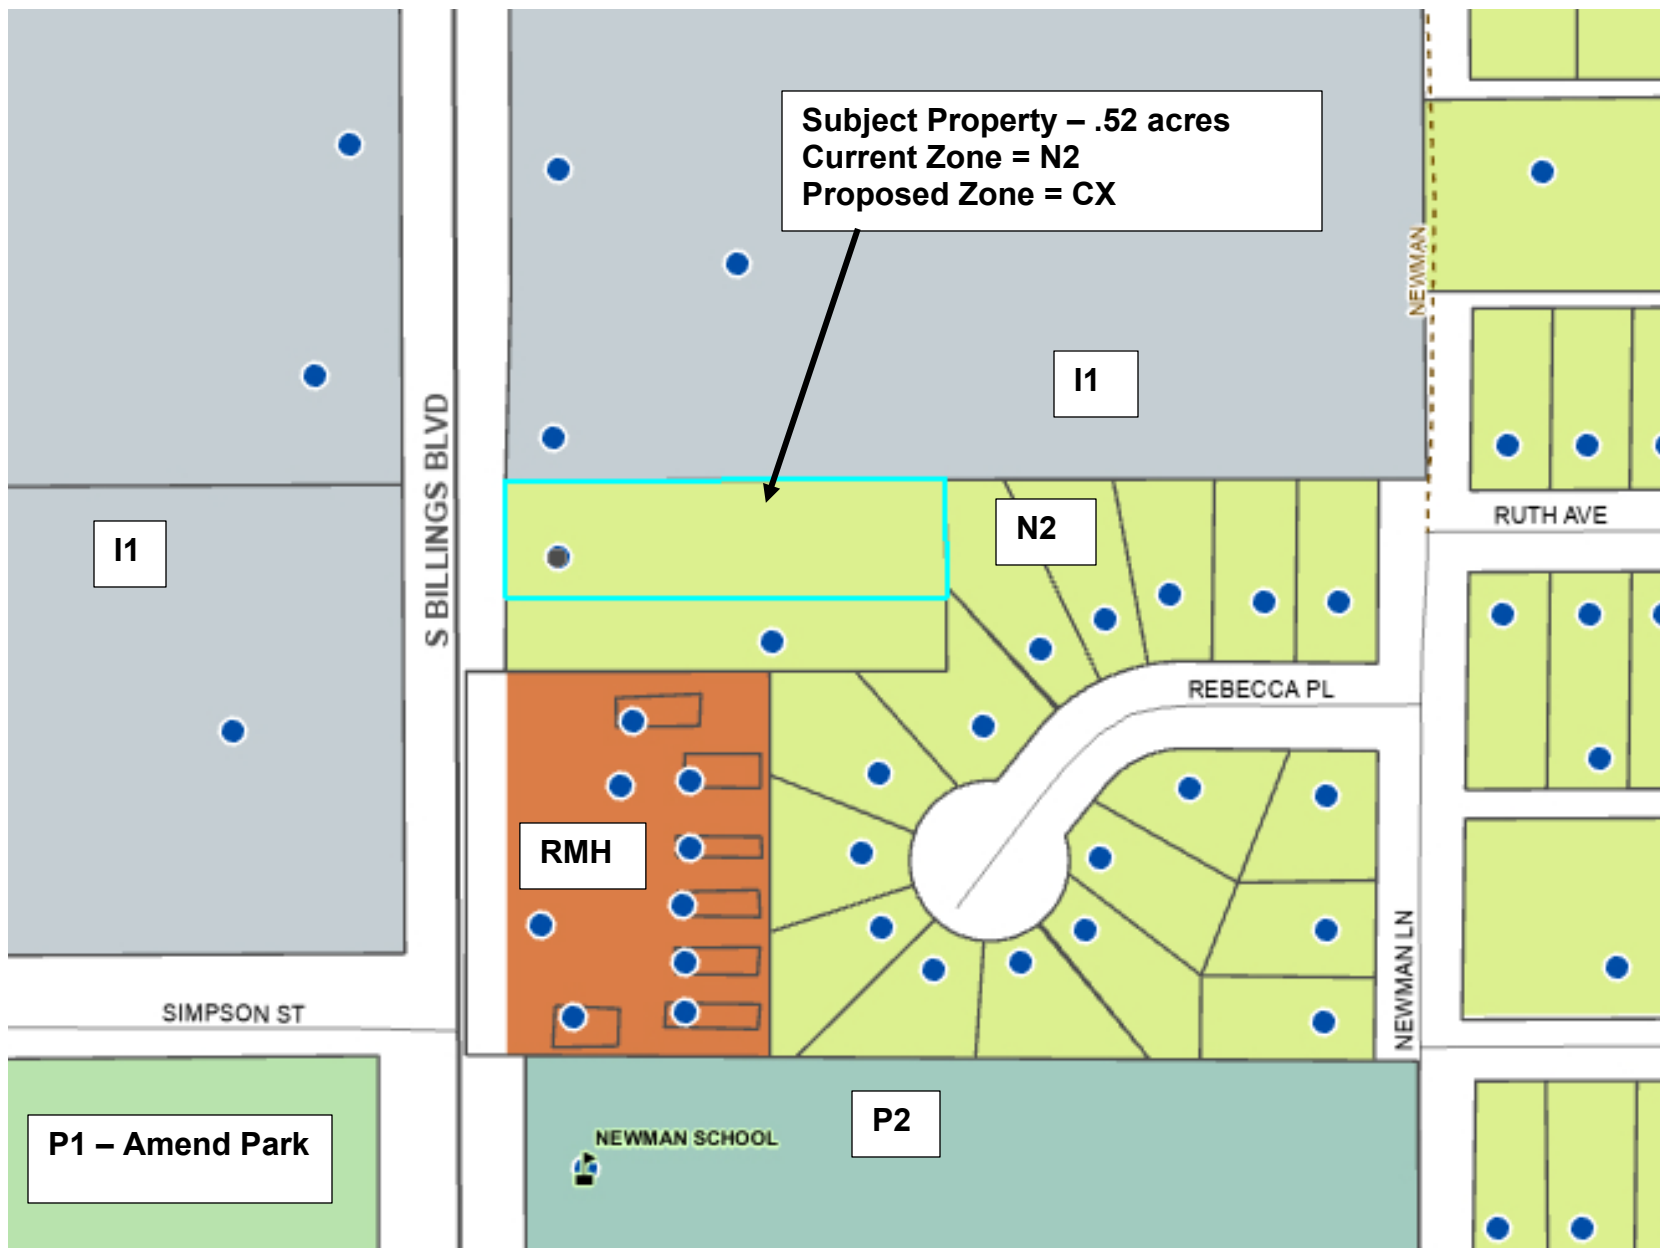 Subject Property – .52 acres
Current Zone = N2
Proposed Zone = CX
NEWMAN
I1
S BILLINGS BLVD
I1
N2
RUTH AVE
REBECCA PL
RMH
NEWMAN LN
SIMPSON ST
P1 – Amend Park
P2
NEWMAN SCHOOL